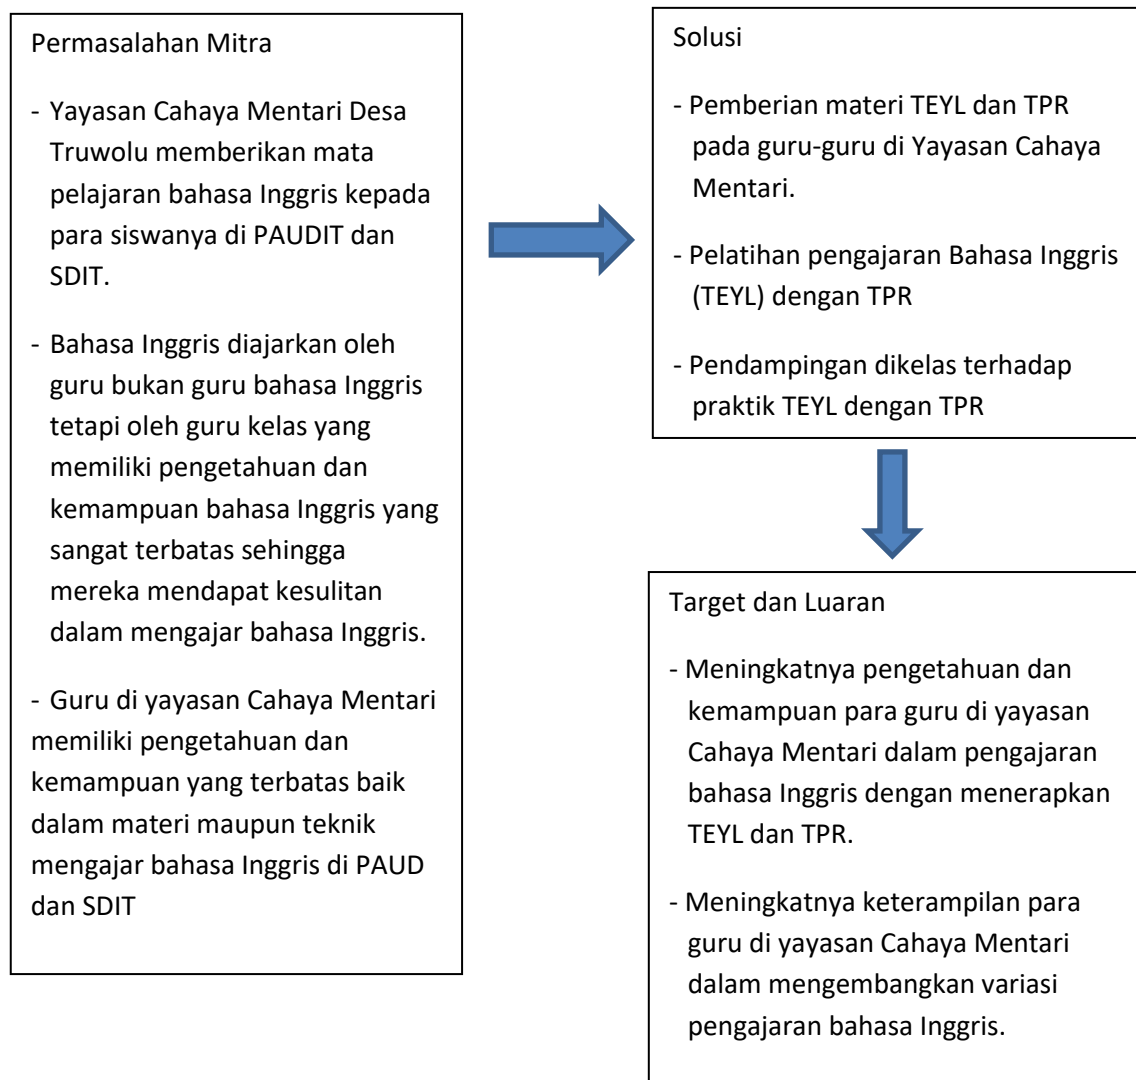 Permasalahan Mitra
- Yayasan Cahaya Mentari Desa
Truwolu memberikan mata
pelajaran bahasa Inggris kepada
para siswanya di PAUDIT dan
SDIT.
- Bahasa Inggris diajarkan oleh
guru bukan guru bahasa Inggris
tetapi oleh guru kelas yang
memiliki pengetahuan dan
kemampuan bahasa Inggris yang
sangat terbatas sehingga
mereka mendapat kesulitan
dalam mengajar bahasa Inggris.
- Guru di yayasan Cahaya Mentari
memiliki pengetahuan dan
kemampuan yang terbatas baik
dalam materi maupun teknik
mengajar bahasa Inggris di PAUD
dan SDIT
Solusi
- Pemberian materi TEYL dan TPR
pada guru-guru di Yayasan Cahaya
Mentari.
- Pelatihan pengajaran Bahasa Inggris
(TEYL) dengan TPR
- Pendampingan dikelas terhadap
praktik TEYL dengan TPR
Target dan Luaran
- Meningkatnya pengetahuan dan
kemampuan para guru di yayasan
Cahaya Mentari dalam pengajaran
bahasa Inggris dengan menerapkan
TEYL dan TPR.
- Meningkatnya keterampilan para
guru di yayasan Cahaya Mentari
dalam mengembangkan variasi
pengajaran bahasa Inggris.